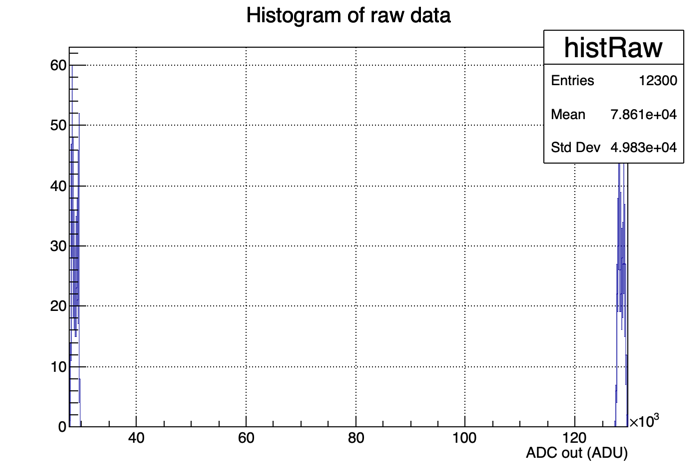 Histogram of raw data
histRaw
Entries 12300
Mean 7.861e+04
Std Dev 4.983e+04
60
50
40
30
20
10
0
40 60 80 100 120 ×10³
ADC out (ADU)